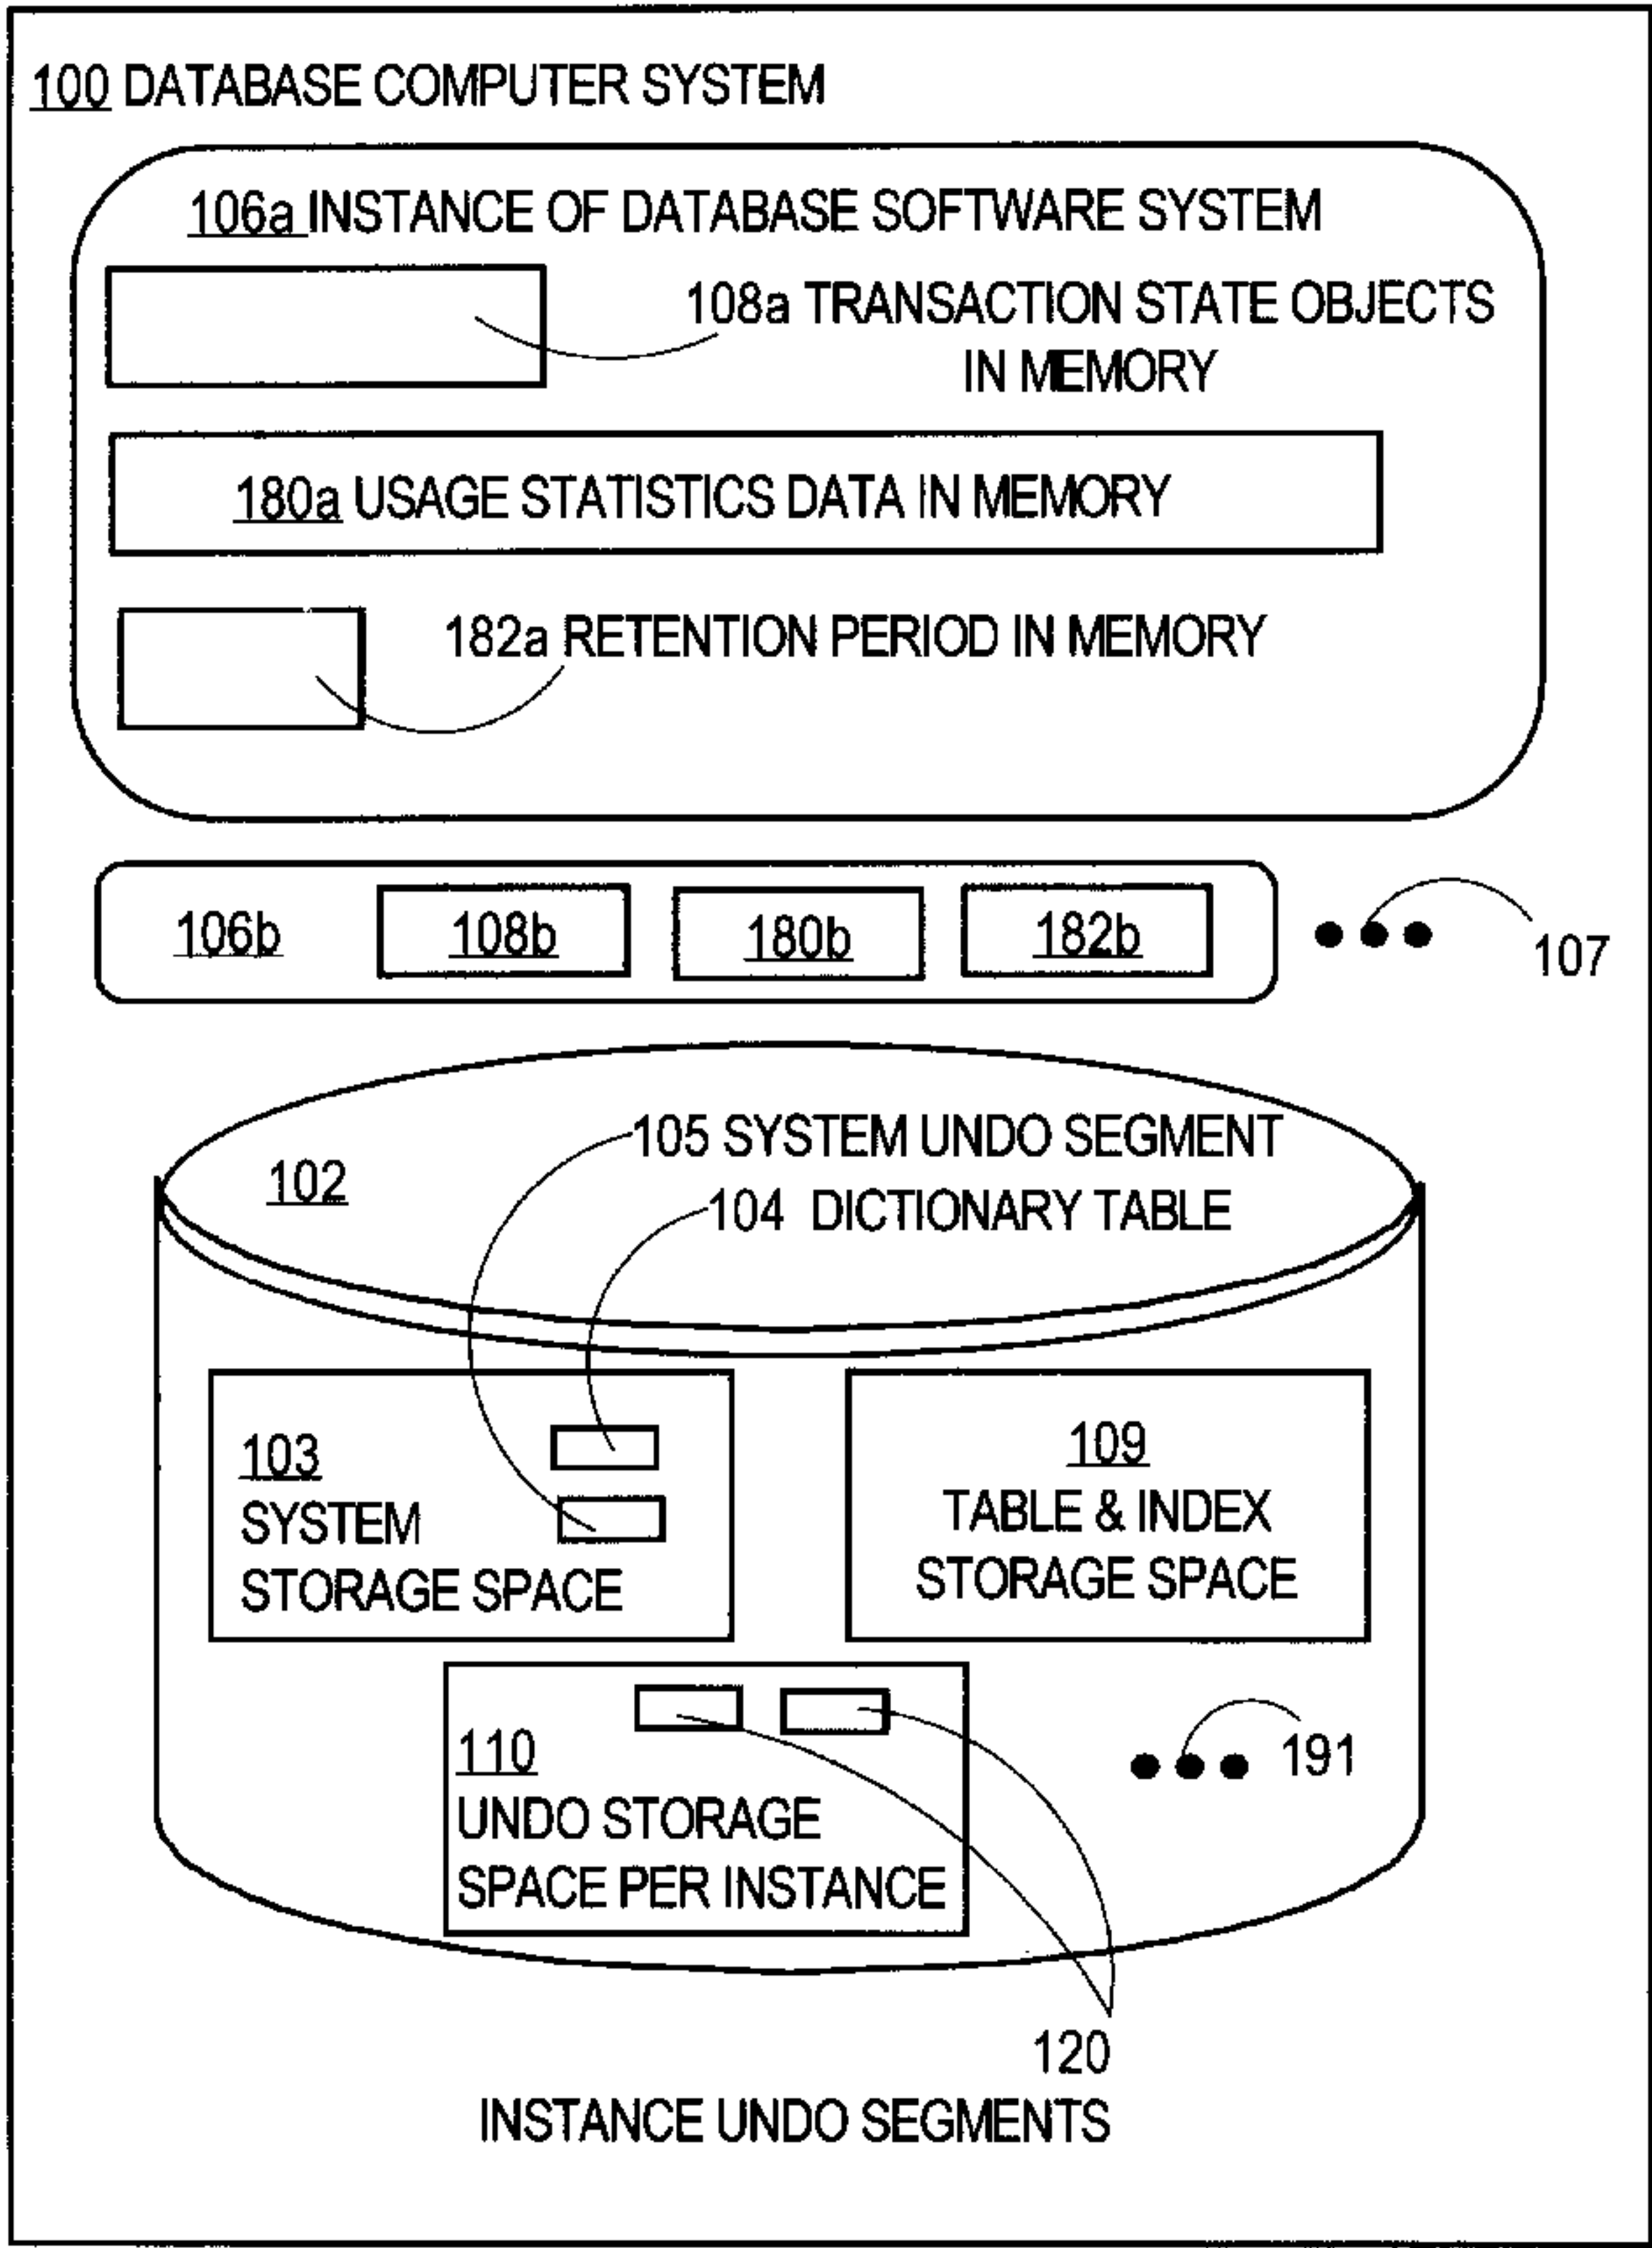 100 DATABASE COMPUTER SYSTEM
106a INSTANCE OF DATABASE SOFTWARE SYSTEM
108a TRANSACTION STATE OBJECTS
IN MEMORY
180a USAGE STATISTICS DATA IN MEMORY
182a RETENTION PERIOD IN MEMORY
106b 108b 180b 182b
107
105 SYSTEM UNDO SEGMENT
102
104 DICTIONARY TABLE
103
SYSTEM
STORAGE SPACE
109
TABLE & INDEX
STORAGE SPACE
110
UNDO STORAGE
SPACE PER INSTANCE
191
120
INSTANCE UNDO SEGMENTS